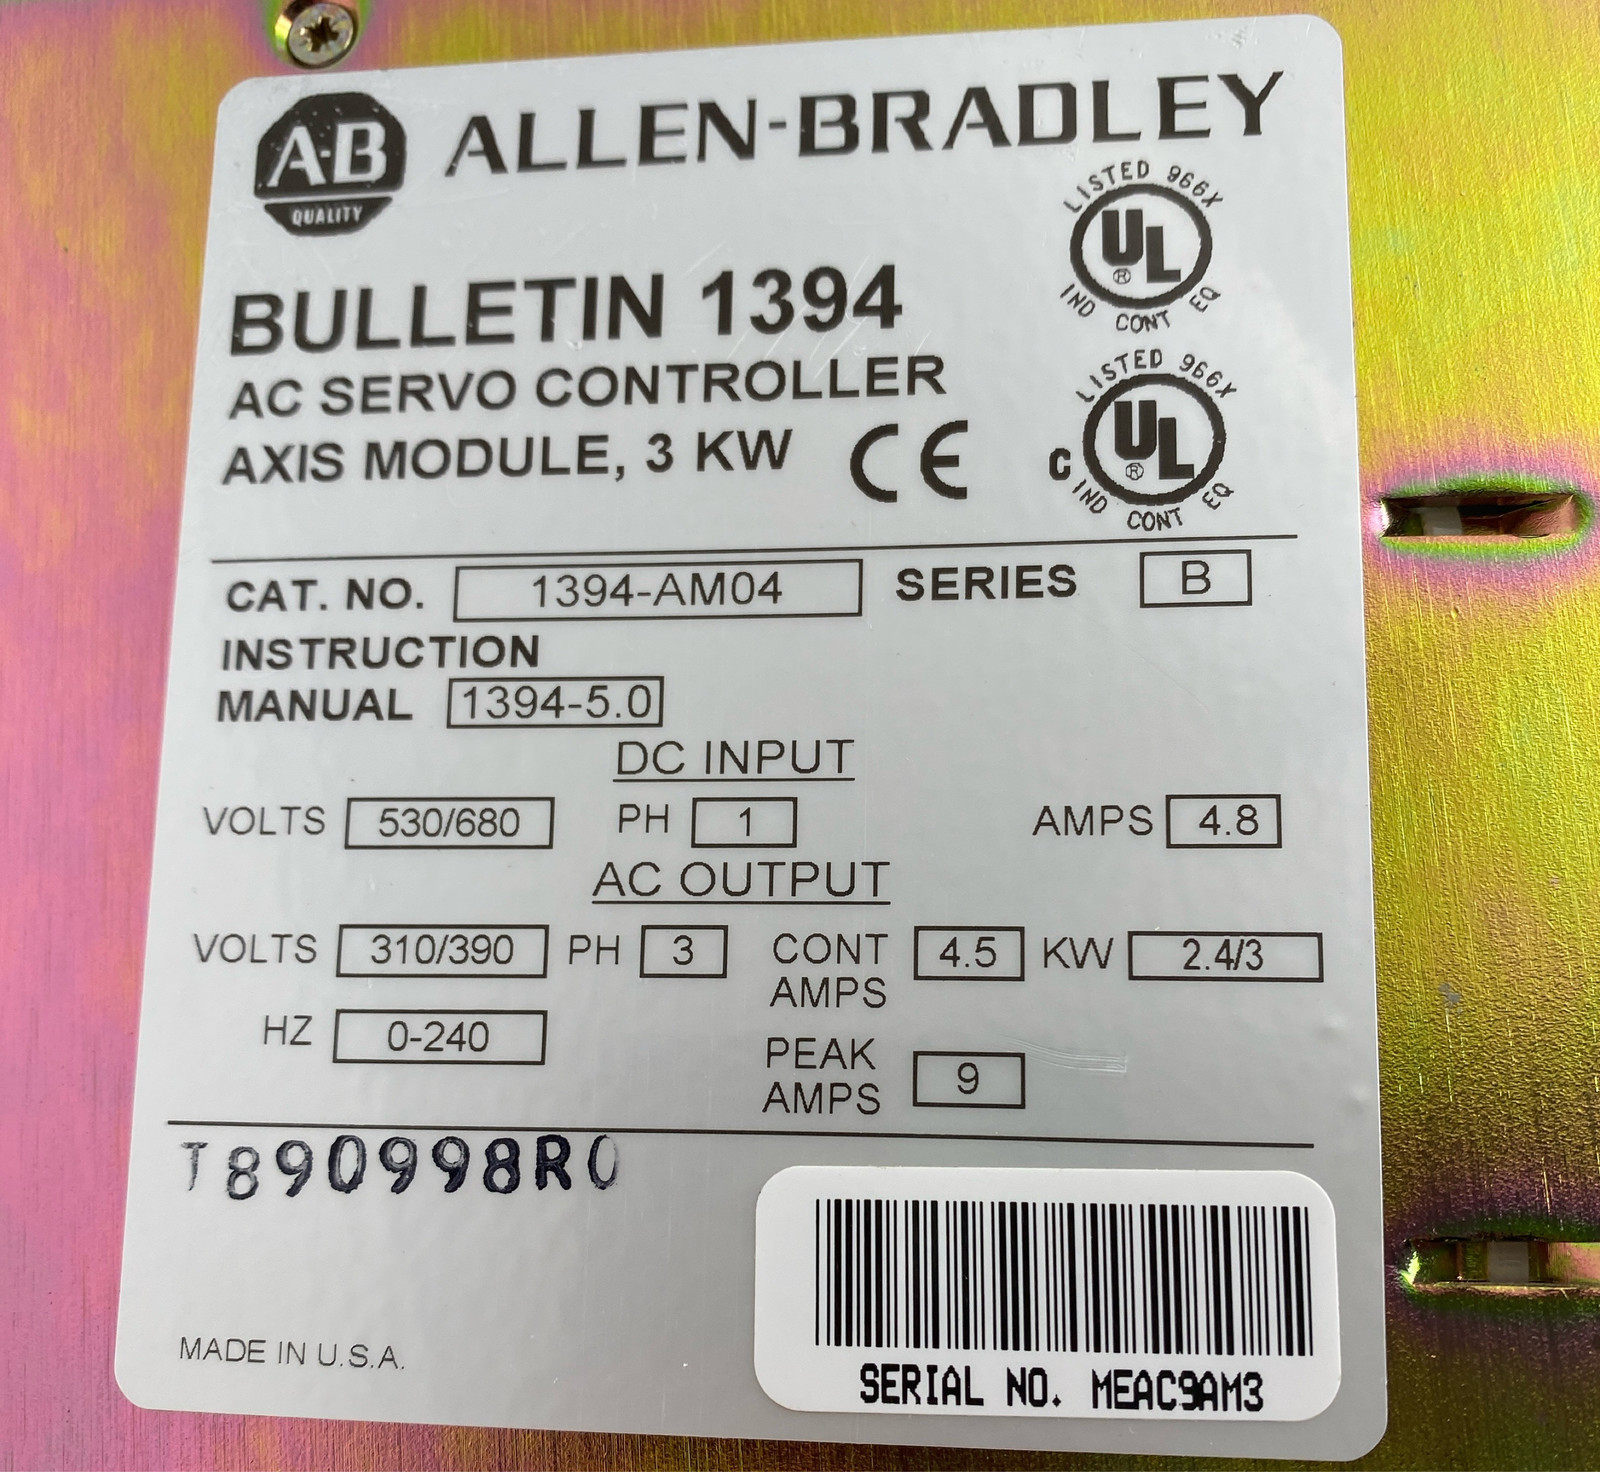 A-B QUALITY
ALLEN-BRADLEY
LISTED 966X
UL®
IND CONT EQ
BULLETIN 1394
AC SERVO CONTROLLER
AXIS MODULE, 3 KW CE
LISTED 966X
C UL®
IND CONT EQ
CAT. NO. 1394-AM04 SERIES B
INSTRUCTION
MANUAL 1394-5.0
DC INPUT
VOLTS 530/680 PH 1 AMPS 4.8
AC OUTPUT
VOLTS 310/390 PH 3 CONT AMPS 4.5 KW 2.4/3
HZ 0-240 PEAK AMPS 9
T890998R0
MADE IN U.S.A.
SERIAL NO. MEAC9AM3